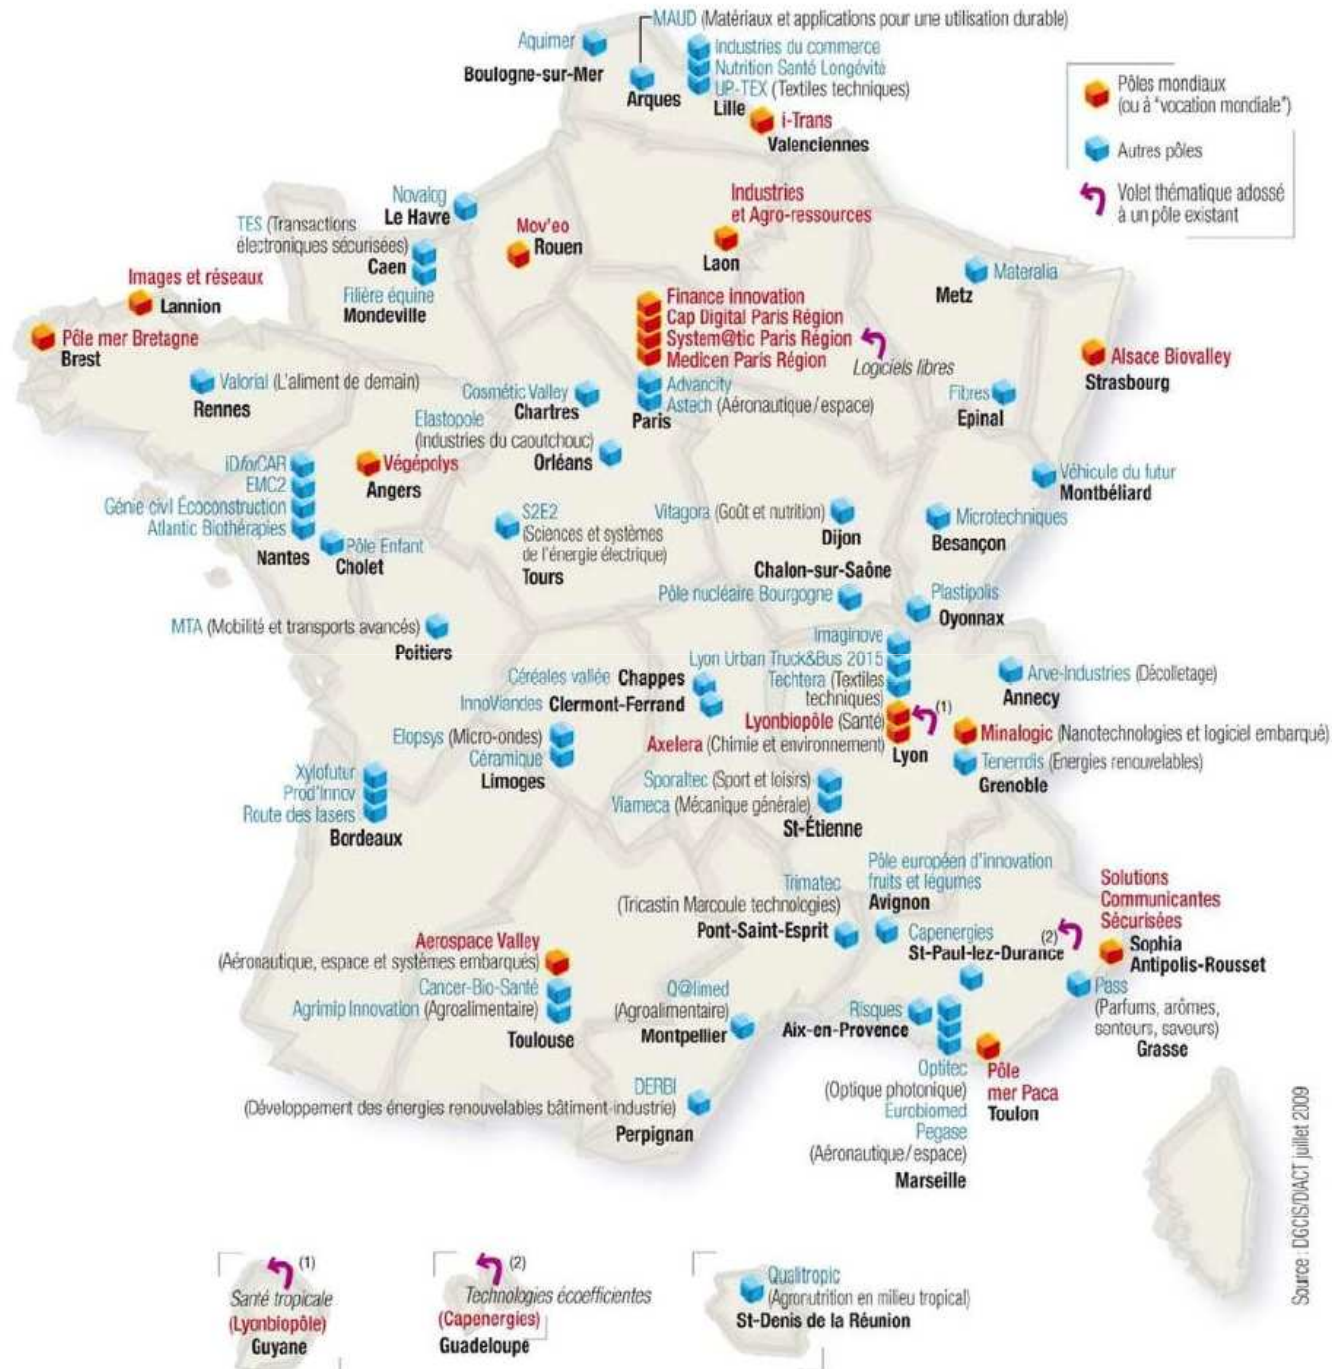 MAUD (Matériaux et applications pour une utilisation durable)
Aquimer
Boulogne-sur-Mer
Arques
Industries du commerce
Nutrition Santé Longévité
UP-TEX (Textiles techniques)
Lille
i-Trans
Valenciennes
Pôles mondiaux
(ou à "vocation mondiale")
Autres pôles
Volet thématique adossé
à un pôle existant
Novalog
Le Havre
TES (Transactions
électroniques sécurisées)
Caen
Filière équine
Mondeville
Mov'eo
Rouen
Industries
et Agro-ressources
Laon
Materalia
Metz
Images et réseaux
Lannion
Pôle mer Bretagne
Brest
Finance innovation
Cap Digital Paris Région
System@tic Paris Région
Medicen Paris Région
Logiciels libres
Advancity
Astech (Aéronautique/espace)
Paris
Alsace Biovalley
Strasbourg
Valorial (L'aliment de demain)
Rennes
Cosmétic Valley
Chartres
Fibres
Epinal
Elastopole
(Industries du caoutchouc)
Orléans
iDforCAR
EMC2
Génie civil Écoconstruction
Atlantic Biothérapies
Nantes
Végépolys
Angers
Pôle Enfant
Cholet
S2E2
(Sciences et systèmes
de l'énergie électrique)
Tours
Véhicule du futur
Montbéliard
Vitagora (Goût et nutrition)
Dijon
Microtechniques
Besançon
Chalon-sur-Saône
Pôle nucléaire Bourgogne
Plastipolis
Oyonnax
MTA (Mobilité et transports avancés)
Poitiers
Imaginove
Lyon Urban Truck&Bus 2015
Techtera (Textiles
techniques)
Lyonbiopôle (Santé)
(1)
Axelera (Chimie et environnement)
Lyon
Arve-Industries (Décolletage)
Annecy
Céréales vallée Chappes
InnoViandes Clermont-Ferrand
Minalogic (Nanotechnologies et logiciel embarqué)
Tenerrdis (Energies renouvelables)
Grenoble
Elopsys (Micro-ondes)
Céramique
Limoges
Sporaltec (Sport et loisirs)
Viameca (Mécanique générale)
St-Étienne
Xylofutur
Prod'Innov
Route des lasers
Bordeaux
Pôle européen d'innovation
fruits et légumes
Avignon
Trimatec
(Tricastin Marcoule technologies)
Pont-Saint-Esprit
Capenergies
(2)
St-Paul-lez-Durance
Solutions
Communicantes
Sécurisées
Sophia
Antipolis-Rousset
Aerospace Valley
(Aéronautique, espace et systèmes embarqués)
Cancer-Bio-Santé
Agrimip Innovation (Agroalimentaire)
Toulouse
Q@limed
(Agroalimentaire)
Montpellier
Risques
Aix-en-Provence
Pass
(Parfums, arômes,
senteurs, saveurs)
Grasse
Optitec
(Optique photonique)
Eurobiomed
Pegase
(Aéronautique/espace)
Marseille
Pôle
mer Paca
Toulon
DERBI
(Développement des énergies renouvelables bâtiment-industrie)
Perpignan
Source : DGCIS/DIACT juillet 2009
(1)
Santé tropicale
(Lyonbiopôle)
Guyane
(2)
Technologies écoefficientes
(Capenergies)
Guadeloupe
Qualitropic
(Agronutrition en milieu tropical)
St-Denis de la Réunion